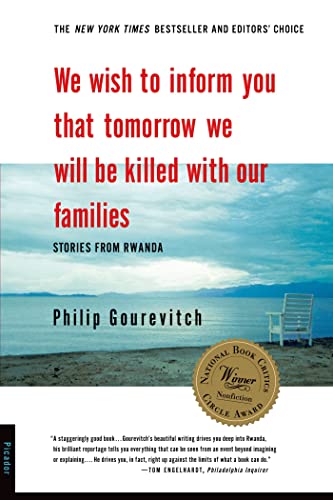 THE NEW YORK TIMES BESTSELLER AND EDITORS' CHOICE
We wish to inform you
that tomorrow we
will be killed with our
families
STORIES FROM RWANDA
Philip Gourevitch
National Book Critics
Winner
Nonfiction
Circle Award
"A staggeringly good book. . . . Gourevitch's beautiful writing drives you deep into Rwanda,
his brilliant reportage tells you everything that can be seen from an event beyond imagining
or explaining. . . . He drives you, in fact, right up against the limits of what a book can do."
—TOM ENGELHARDT, Philadelphia Inquirer
Picador